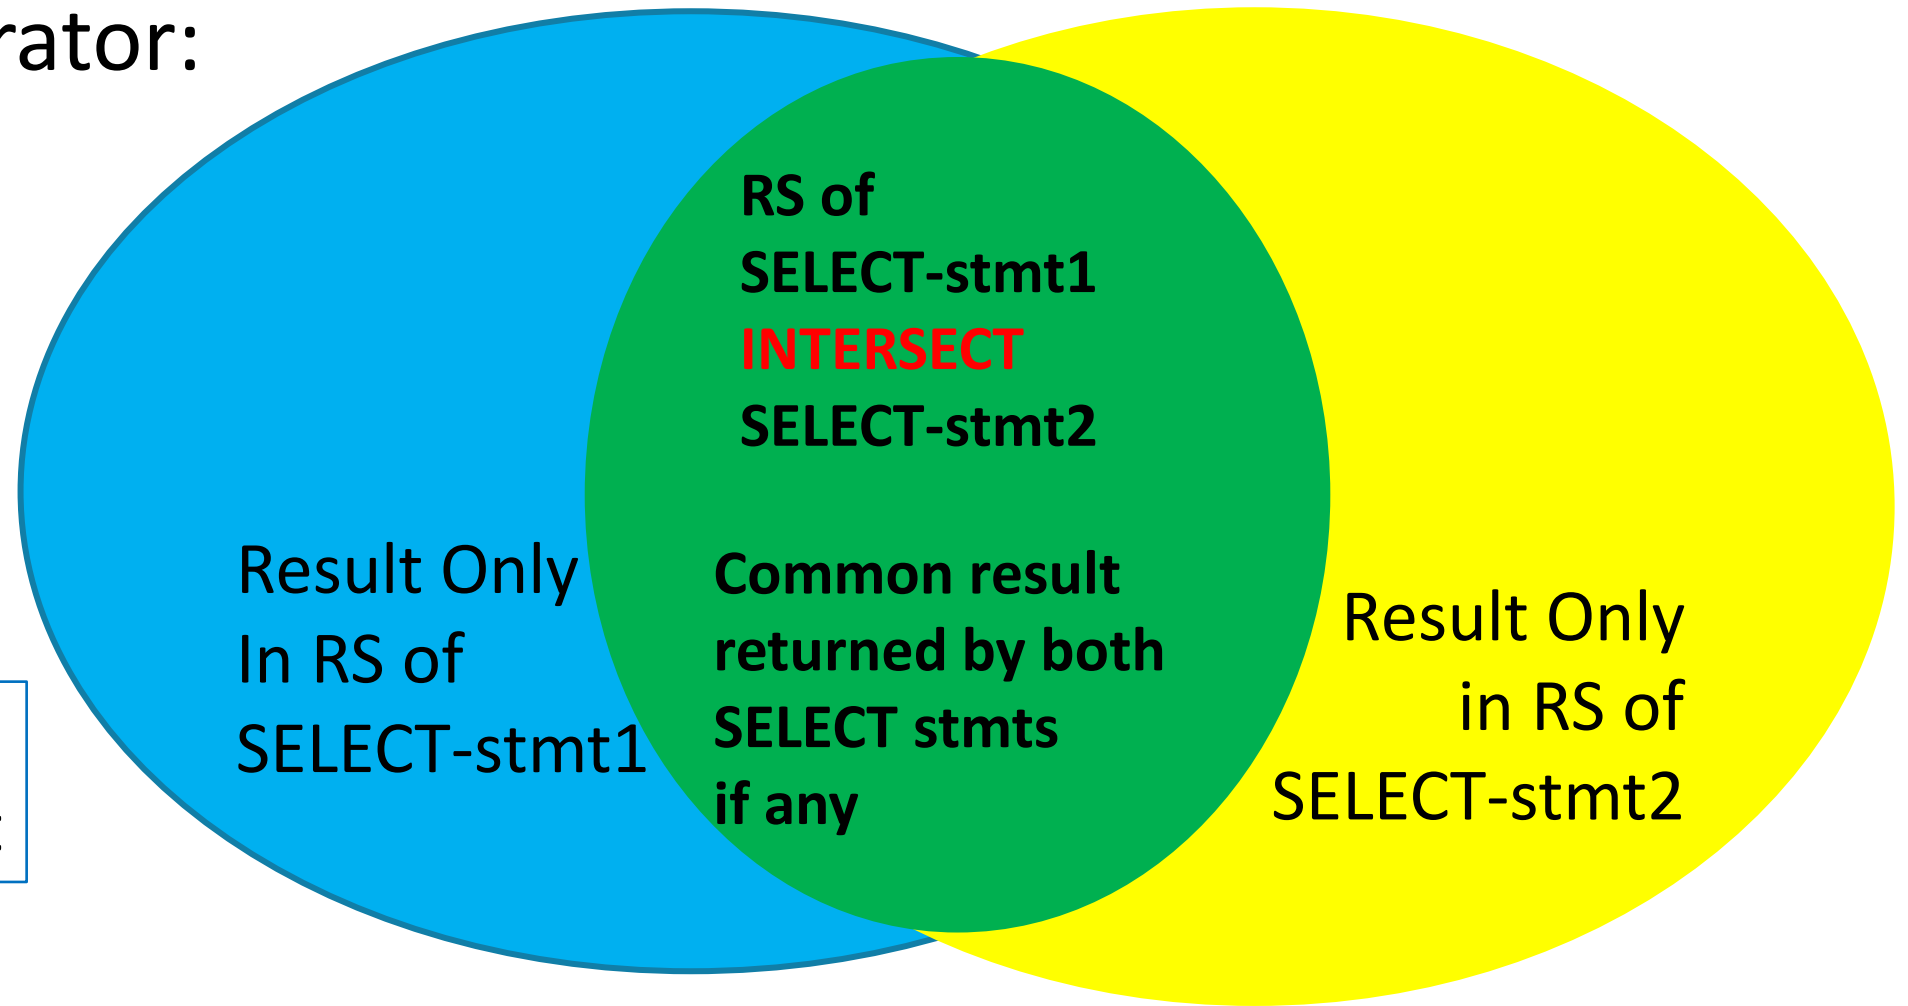 rator:
RS of
SELECT-stmt1
INTERSECT
SELECT-stmt2
Result Only
In RS of
SELECT-stmt1
Common result
returned by both
SELECT stmts
if any
Result Only
in RS of
SELECT-stmt2